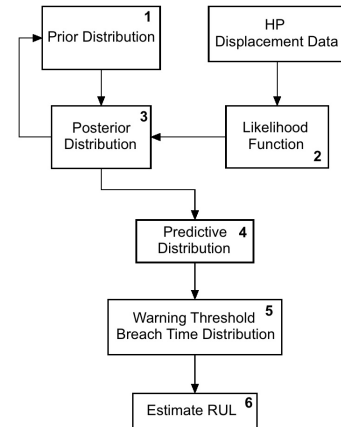 1
Prior Distribution
HP
Displacement Data
3
Posterior
Distribution
Likelihood
Function
2
Predictive 4
Distribution
5
Warning Threshold
Breach Time Distribution
6
Estimate RUL